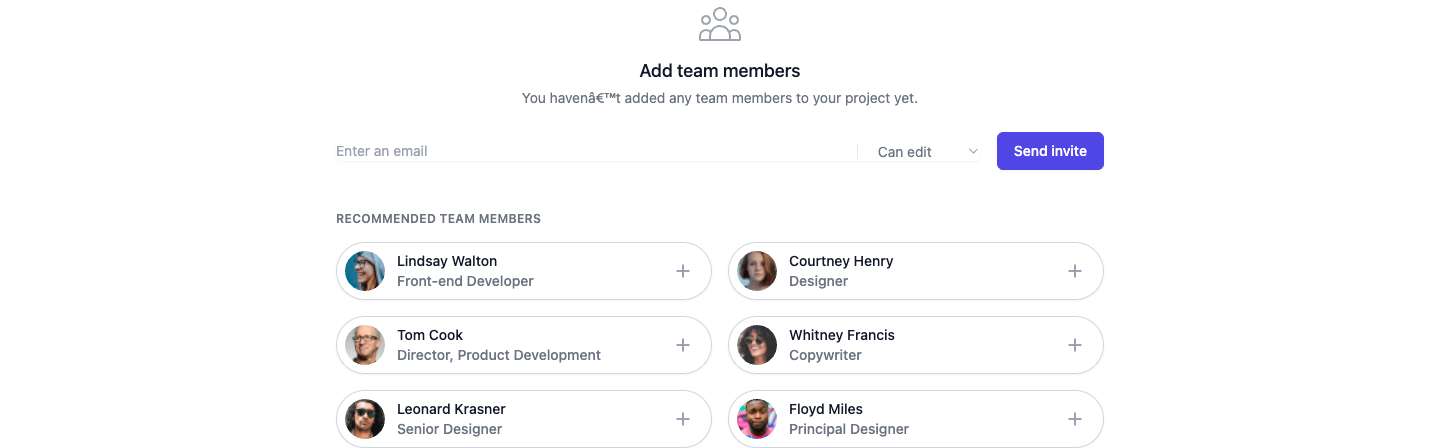 Add team members
You havenâ€™t added any team members to your project yet.
Enter an email
Can edit
Send invite
RECOMMENDED TEAM MEMBERS
Lindsay Walton
Front-end Developer
Courtney Henry
Designer
Tom Cook
Director, Product Development
Whitney Francis
Copywriter
Leonard Krasner
Senior Designer
Floyd Miles
Principal Designer